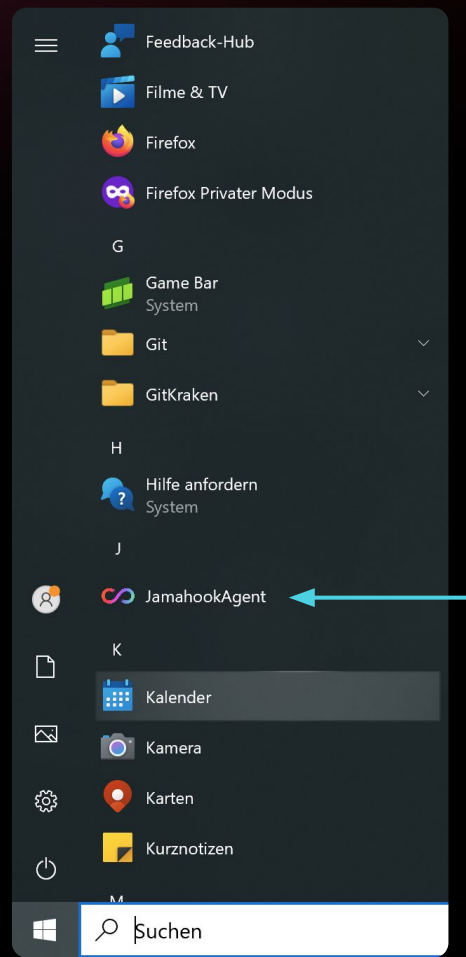 Feedback-Hub
Filme & TV
Firefox
Firefox Privater Modus
G
Game Bar
System
Git
GitKraken
H
Hilfe anfordern
System
J
JamahookAgent
K
Kalender
Kamera
Karten
Kurznotizen
M
Suchen